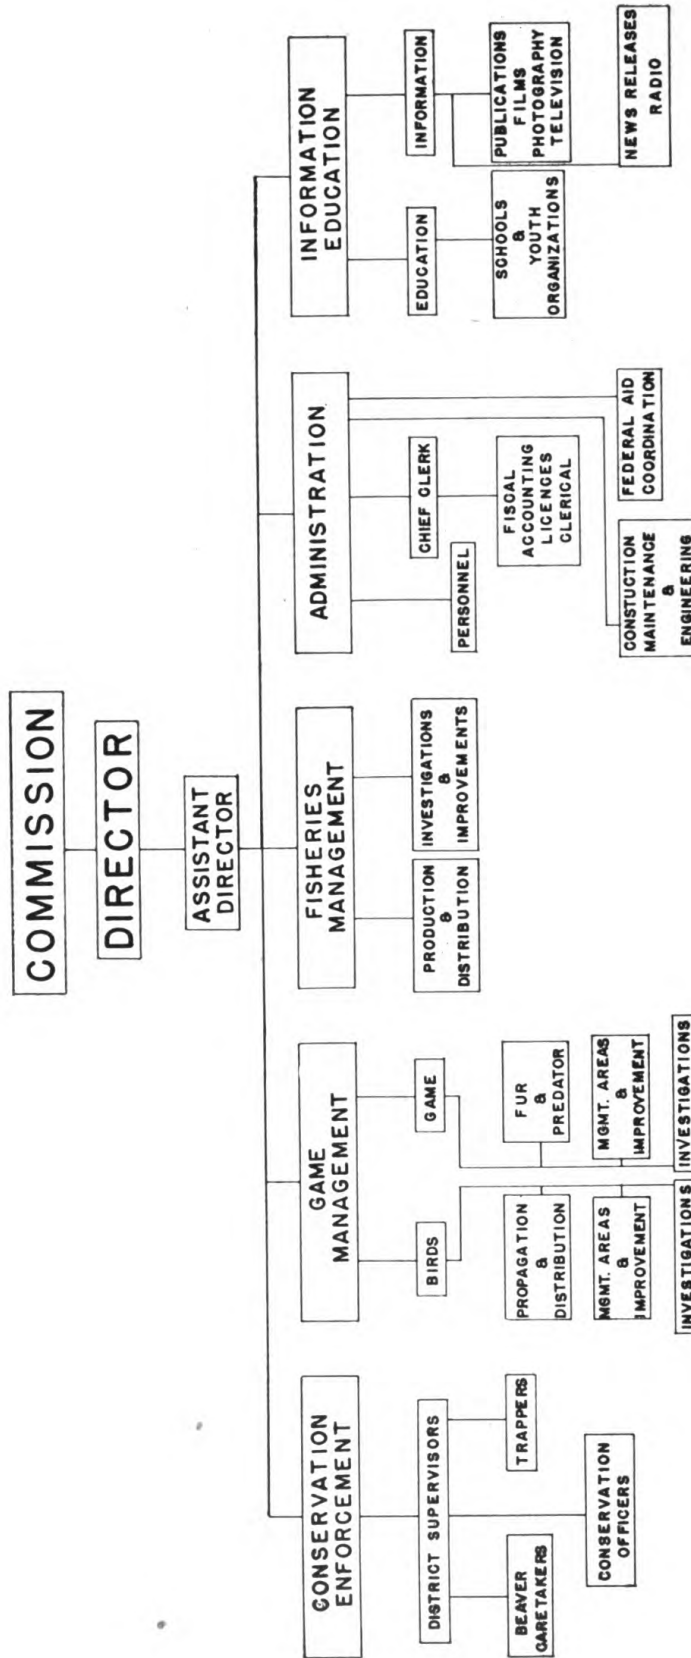 COMMISSION
DIRECTOR
ASSISTANT
DIRECTOR
CONSERVATION
ENFORCEMENT
DISTRICT SUPERVISORS
BEAVER
CARETAKERS
TRAPPERS
CONSERVATION
OFFICERS
GAME
MANAGEMENT
BIRDS
GAME
PROPAGATION
&
DISTRIBUTION
FUR
&
PREDATOR
MGMT. AREAS
&
IMPROVEMENT
MGMT. AREAS
&
IMPROVEMENT
INVESTIGATIONS
INVESTIGATIONS
FISHERIES
MANAGEMENT
PRODUCTION
&
DISTRIBUTION
INVESTIGATIONS
&
IMPROVEMENTS
ADMINISTRATION
PERSONNEL
CHIEF CLERK
FISCAL
ACCOUNTING
LICENCES
CLERICAL
CONSTUCTION
MAINTENANCE
&
ENGINEERING
FEDERAL AID
COORDINATION
INFORMATION
EDUCATION
EDUCATION
INFORMATION
SCHOOLS
&
YOUTH
ORGANIZATIONS
PUBLICATIONS
FILMS
PHOTOGRAPHY
TELEVISION
NEWS RELEASES
RADIO